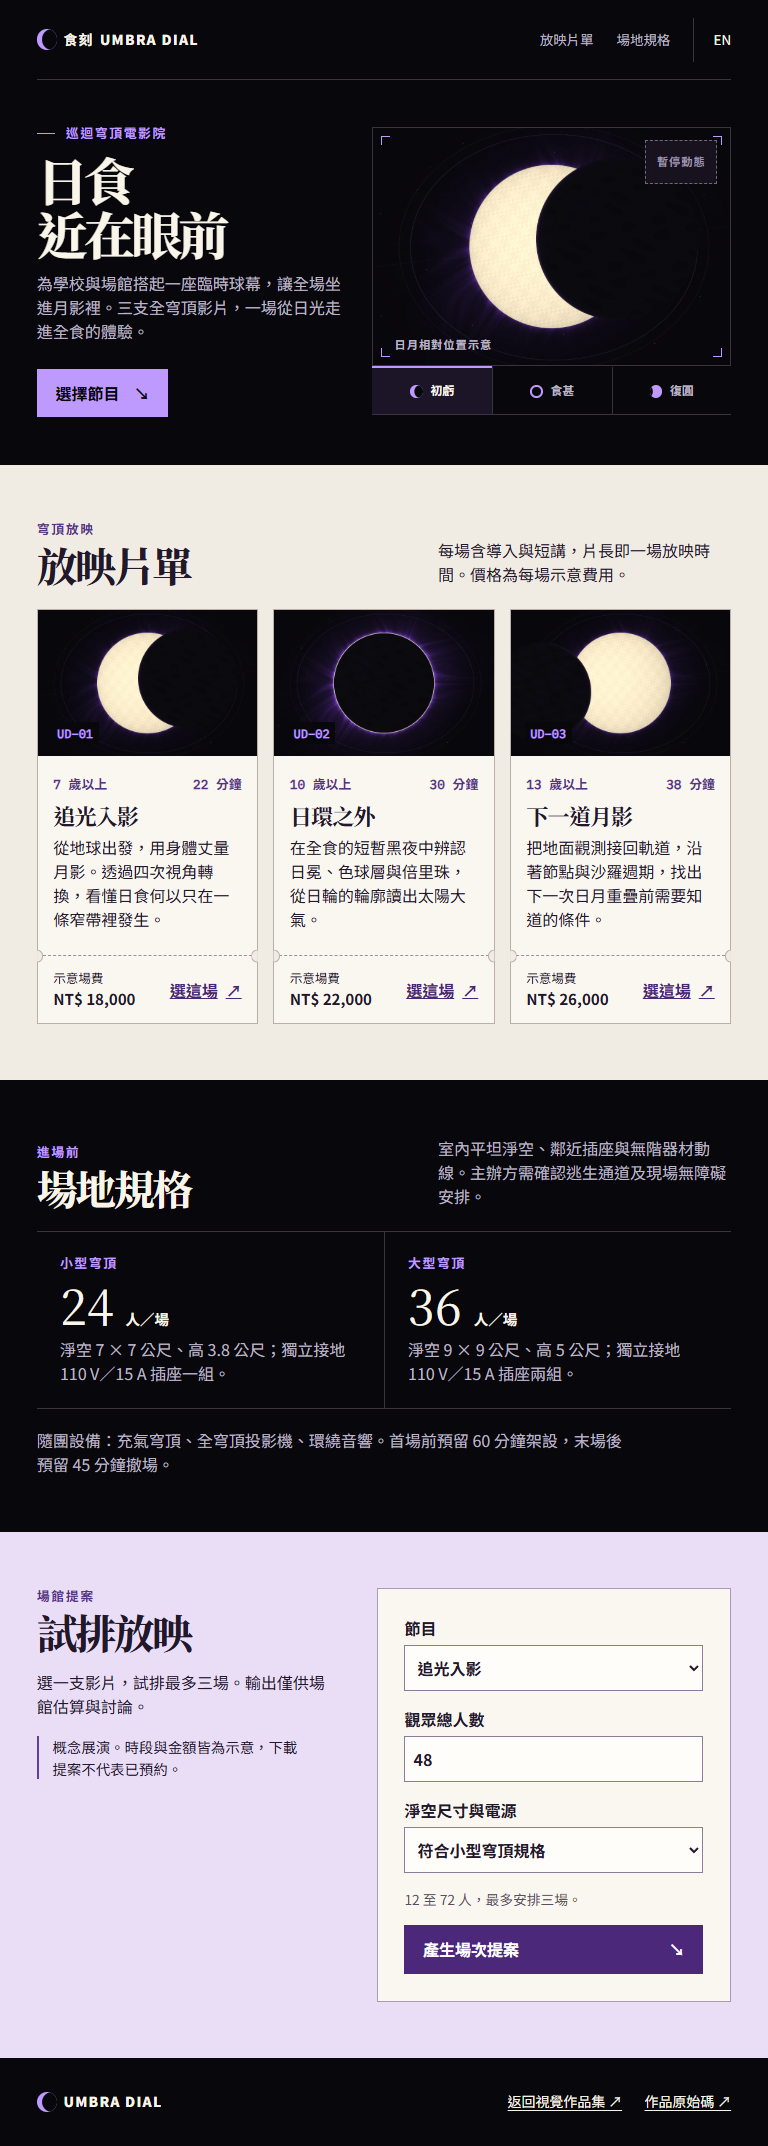 食刻 UMBRA DIAL
放映片單 場地規格 EN
巡迴穹頂電影院
日食
近在眼前
為學校與場館搭起一座臨時球幕，讓全場坐
進月影裡。三支全穹頂影片，一場從日光走
進全食的體驗。
選擇節目 ↘
暫停動態
日月相對位置示意
初虧 食甚 復圓
穹頂放映
放映片單
每場含導入與短講，片長即一場放映時
間。價格為每場示意費用。
UD-01
7 歲以上 22 分鐘
追光入影
從地球出發，用身體丈量
月影。透過四次視角轉
換，看懂日食何以只在一
條窄帶裡發生。
示意場費
NT$ 18,000
選這場 ↗
UD-02
10 歲以上 30 分鐘
日環之外
在全食的短暫黑夜中辨認
日冕、色球層與倍里珠，
從日輪的輪廓讀出太陽大
氣。
示意場費
NT$ 22,000
選這場 ↗
UD-03
13 歲以上 38 分鐘
下一道月影
把地面觀測接回軌道，沿
著節點與沙羅週期，找出
下一次日月重疊前需要知
道的條件。
示意場費
NT$ 26,000
選這場 ↗
進場前
場地規格
室內平坦淨空、鄰近插座與無階器材動
線。主辦方需確認逃生通道及現場無障礙
安排。
小型穹頂
24 人／場
淨空 7 × 7 公尺、高 3.8 公尺；獨立接地
110 V／15 A 插座一組。
大型穹頂
36 人／場
淨空 9 × 9 公尺、高 5 公尺；獨立接地
110 V／15 A 插座兩組。
隨團設備：充氣穹頂、全穹頂投影機、環繞音響。首場前預留 60 分鐘架設，末場後
預留 45 分鐘撤場。
場館提案
試排放映
選一支影片，試排最多三場。輸出僅供場
館估算與討論。
概念展演。時段與金額皆為示意，下載
提案不代表已預約。
節目
追光入影
觀眾總人數
48
淨空尺寸與電源
符合小型穹頂規格
12 至 72 人，最多安排三場。
產生場次提案 ↘
UMBRA DIAL
返回視覺作品集 ↗ 作品原始碼 ↗